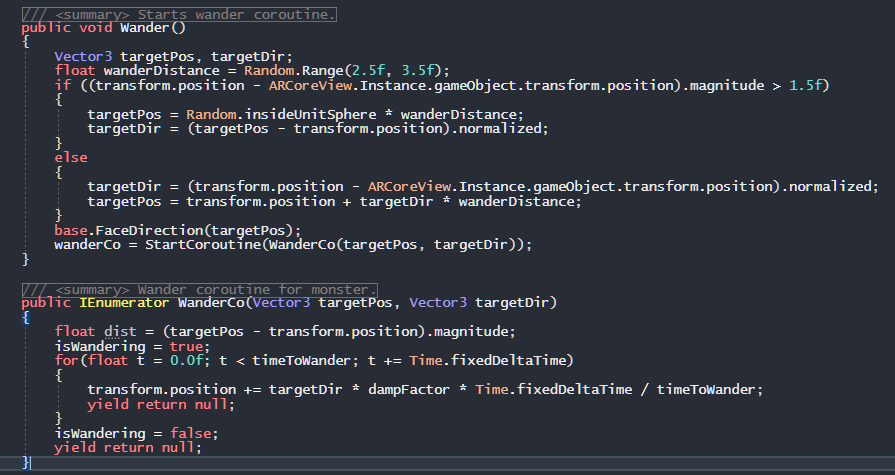 /// <summary> Starts wander coroutine.
public void Wander()
{
Vector3 targetPos, targetDir;
float wanderDistance = Random.Range(2.5f, 3.5f);
if ((transform.position - ARCoreView.Instance.gameObject.transform.position).magnitude > 1.5f)
{
targetPos = Random.insideUnitSphere * wanderDistance;
targetDir = (targetPos - transform.position).normalized;
}
else
{
targetDir = (transform.position - ARCoreView.Instance.gameObject.transform.position).normalized;
targetPos = transform.position + targetDir * wanderDistance;
}
base.FaceDirection(targetPos);
wanderCo = StartCoroutine(WanderCo(targetPos, targetDir));
}
/// <summary> Wander coroutine for monster.
public IEnumerator WanderCo(Vector3 targetPos, Vector3 targetDir)
{
float dist = (targetPos - transform.position).magnitude;
isWandering = true;
for(float t = 0.0f; t < timeToWander; t += Time.fixedDeltaTime)
{
transform.position += targetDir * dampFactor * Time.fixedDeltaTime / timeToWander;
yield return null;
}
isWandering = false;
yield return null;
}